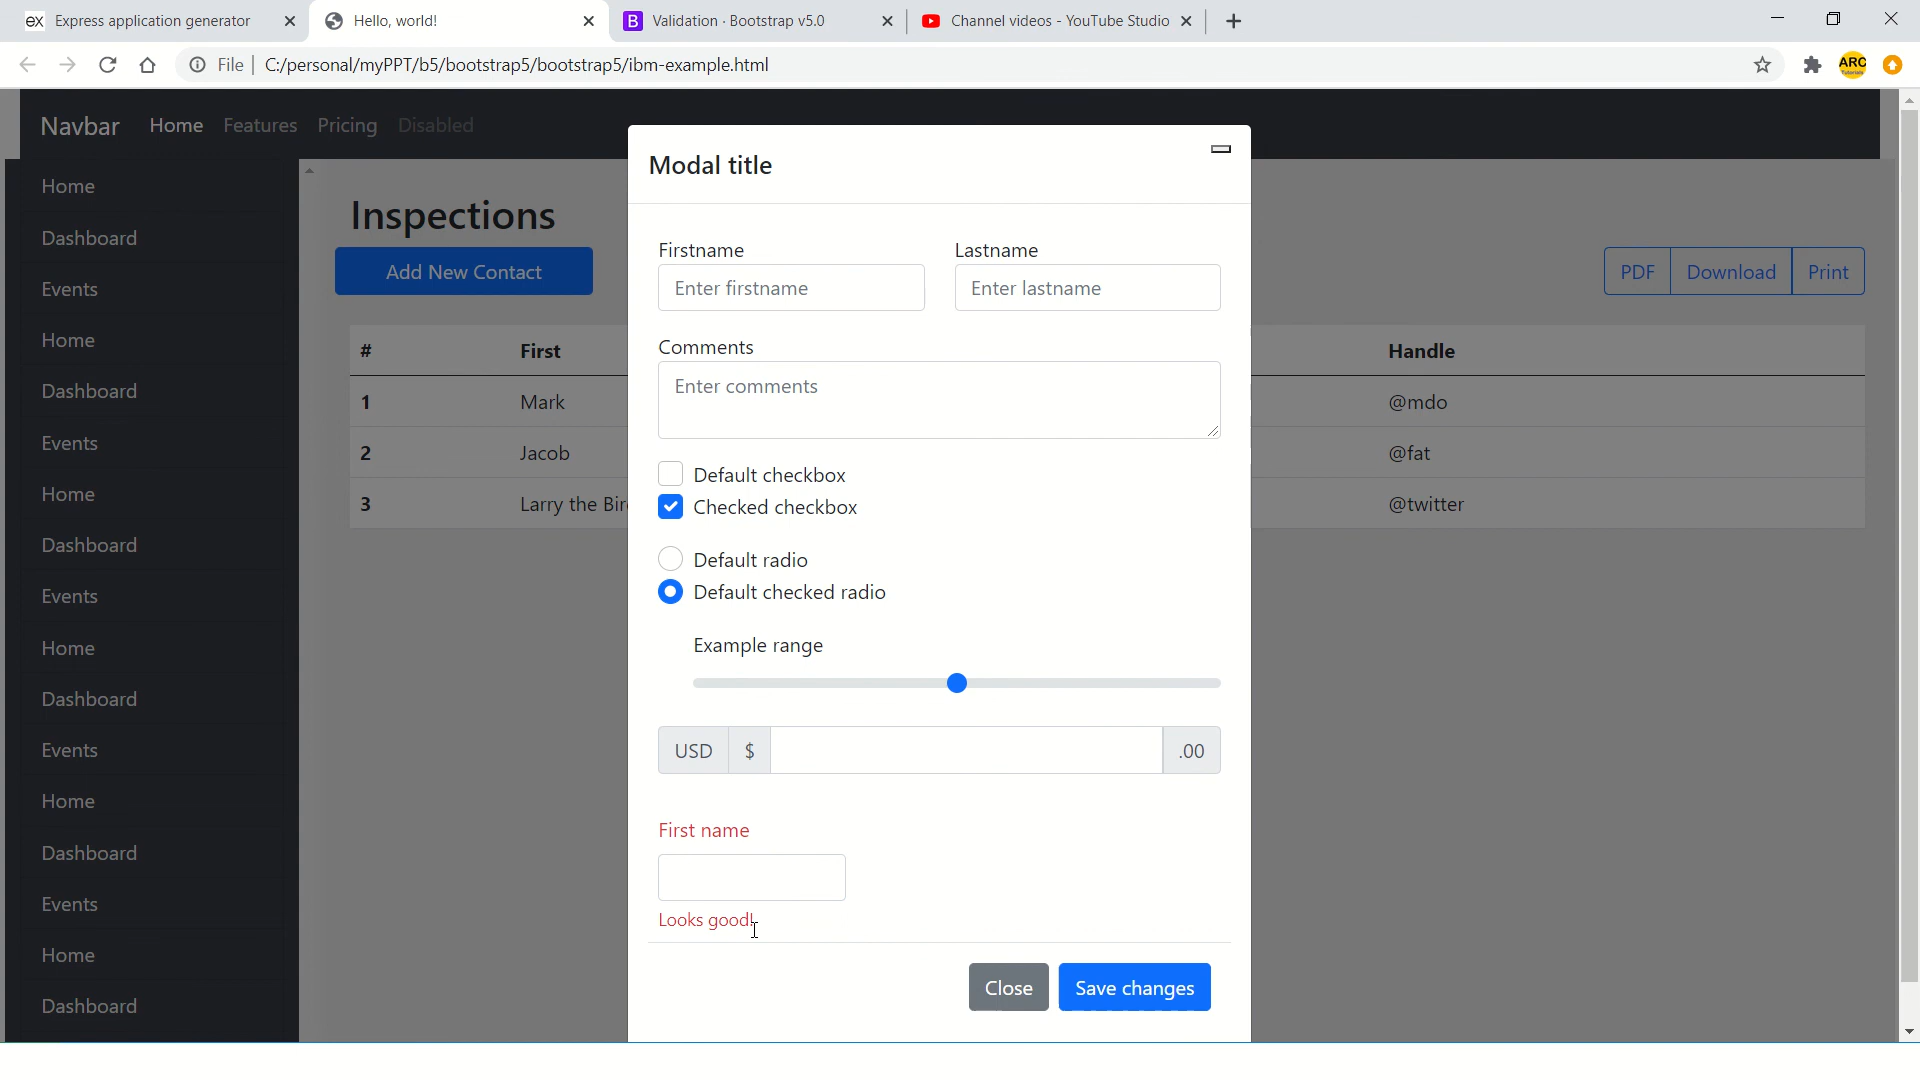 Express application generator
Hello, world!
B
Validation · Bootstrap v5.0
Channel videos - YouTube Studio
File
C:/personal/myPPT/b5/bootstrap5/bootstrap5/ibm-example.html
ARC
Navbar
Home
Features
Pricing
Disabled
Home
Dashboard
Events
Home
Dashboard
Events
Home
Dashboard
Events
Home
Dashboard
Events
Home
Dashboard
Events
Home
Dashboard
Inspections
Add New Contact
PDF
Download
Print
# First Handle
1 Mark @mdo
2 Jacob @fat
3 Larry the Bir @twitter
Modal title
Firstname
Lastname
Enter firstname
Enter lastname
Comments
Enter comments
Default checkbox
Checked checkbox
Default radio
Default checked radio
Example range
USD $ .00
First name
Looks good!
Close
Save changes